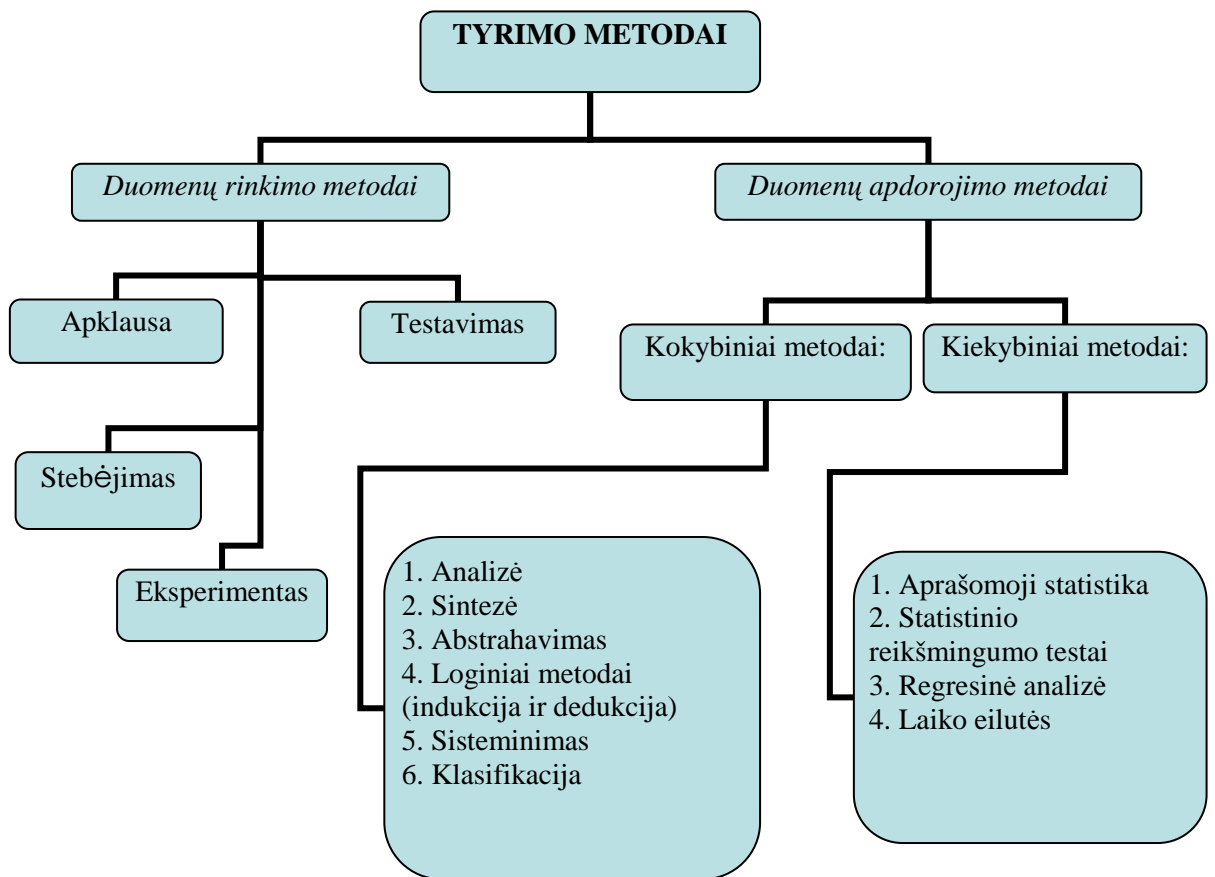 TYRIMO METODAI
Duomenų rinkimo metodai
Duomenų apdorojimo metodai
Apklausa
Testavimas
Kokybiniai metodai:
Kiekybiniai metodai:
Stebėjimas
Eksperimentas
1. Analizė
2. Sintezė
3. Abstrahavimas
4. Loginiai metodai
(indukcija ir dedukcija)
5. Sisteminimas
6. Klasifikacija
1. Aprašomoji statistika
2. Statistinio
reikšmingumo testai
3. Regresinė analizė
4. Laiko eilutės